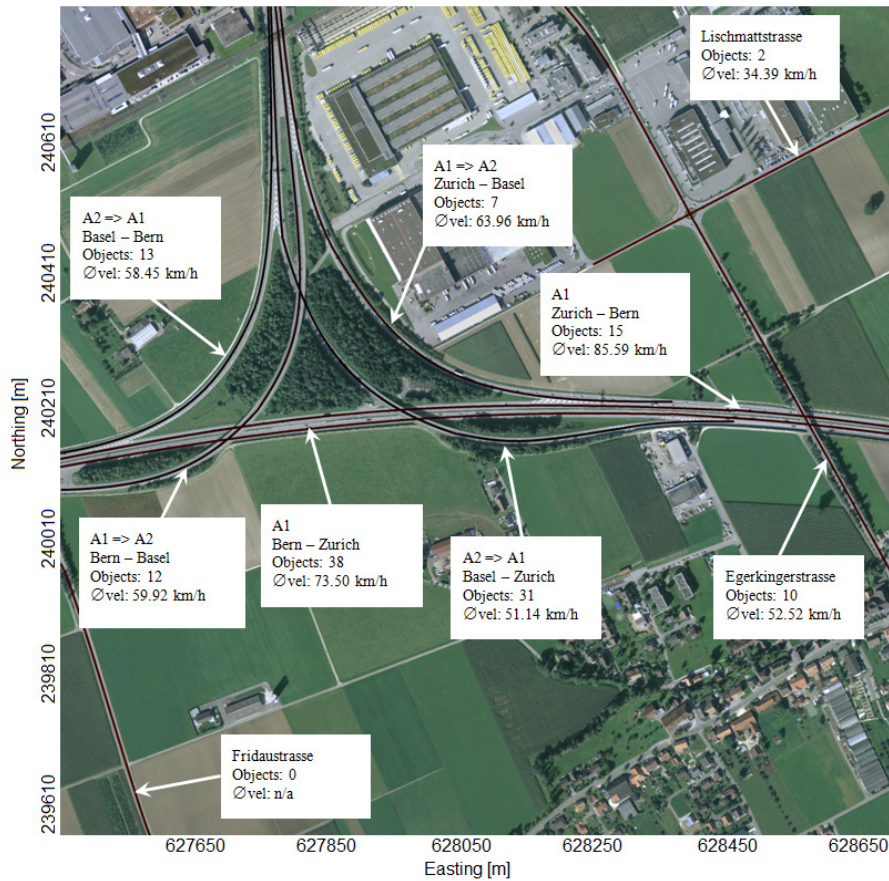 Lischmattstrasse
Objects: 2
∅vel: 34.39 km/h
A1 => A2
Zurich – Basel
Objects: 7
∅vel: 63.96 km/h
A2 => A1
Basel – Bern
Objects: 13
∅vel: 58.45 km/h
A1
Zurich – Bern
Objects: 15
∅vel: 85.59 km/h
A1 => A2
Bern – Basel
Objects: 12
∅vel: 59.92 km/h
A1
Bern – Zurich
Objects: 38
∅vel: 73.50 km/h
A2 => A1
Basel – Zurich
Objects: 31
∅vel: 51.14 km/h
Egerkingerstrasse
Objects: 10
∅vel: 52.52 km/h
Fridaustrasse
Objects: 0
∅vel: n/a
Northing [m]
240610
240410
240210
240010
239810
239610
627650
627850
628050
628250
628450
628650
Easting [m]